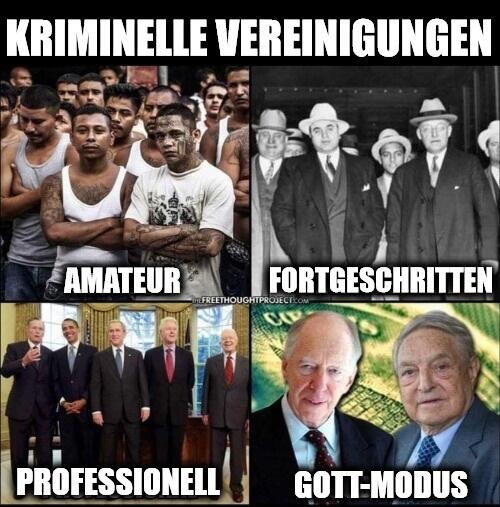 KRIMINELLE VEREINIGUNGEN
AMATEUR
FORTGESCHRITTEN
THEFREETHOUGHTPROJECT.COM
PROFESSIONELL
GOTT-MODUS